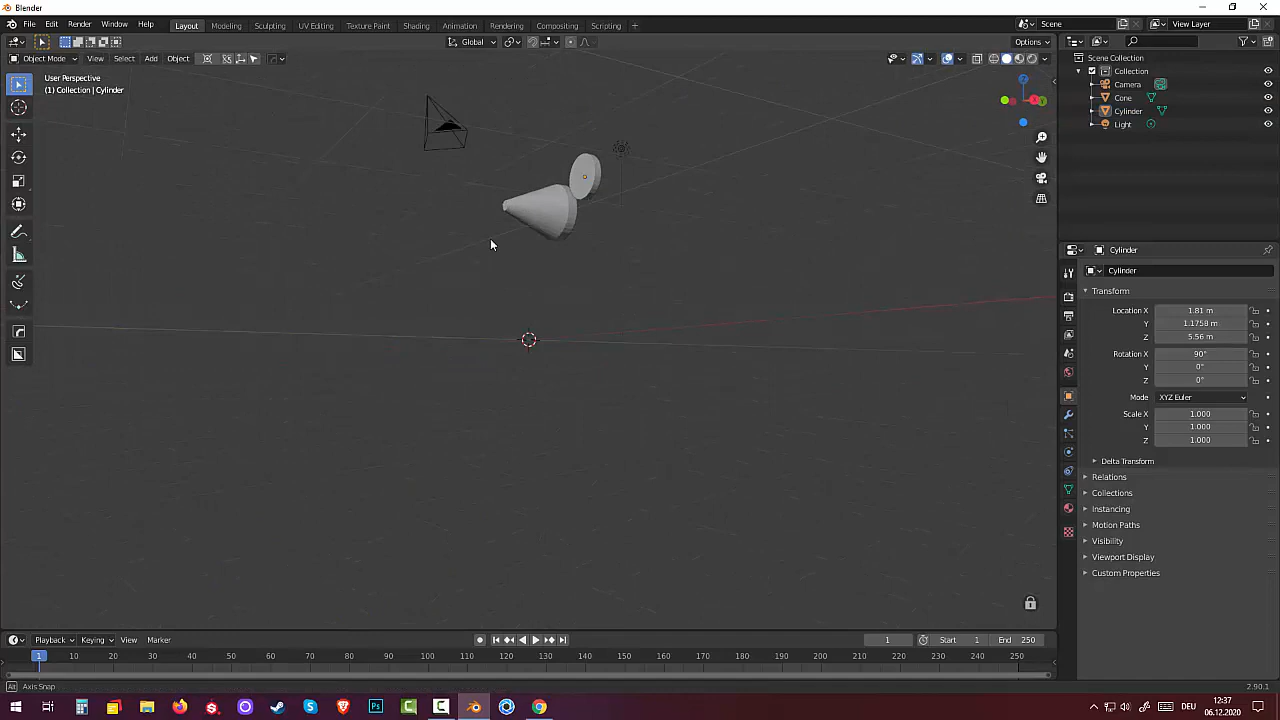 Blender
File Edit Render Window Help Layout Modeling Sculpting UV Editing Texture Paint Shading Animation Rendering Compositing Scripting + Scene View Layer
Global Options
Object Mode View Select Add Object
User Perspective
(1) Collection | Cylinder
Scene Collection
Collection
Camera
Cone
Cylinder
Light
Cylinder
Cylinder
Transform
Location X 1.81 m
Y 1.1758 m
Z 5.56 m
Rotation X 90°
Y 0°
Z 0°
Mode XYZ Euler
Scale X 1.000
Y 1.000
Z 1.000
Delta Transform
Relations
Collections
Instancing
Motion Paths
Visibility
Viewport Display
Custom Properties
Playback Keying View Marker 1 Start 1 End 250
1 10 20 30 40 50 60 70 80 90 100 110 120 130 140 150 160 170 180 190 200 210 220 230 240 250
Alt Axis Snap 2.90.1
DEU 12:37
06.12.2020